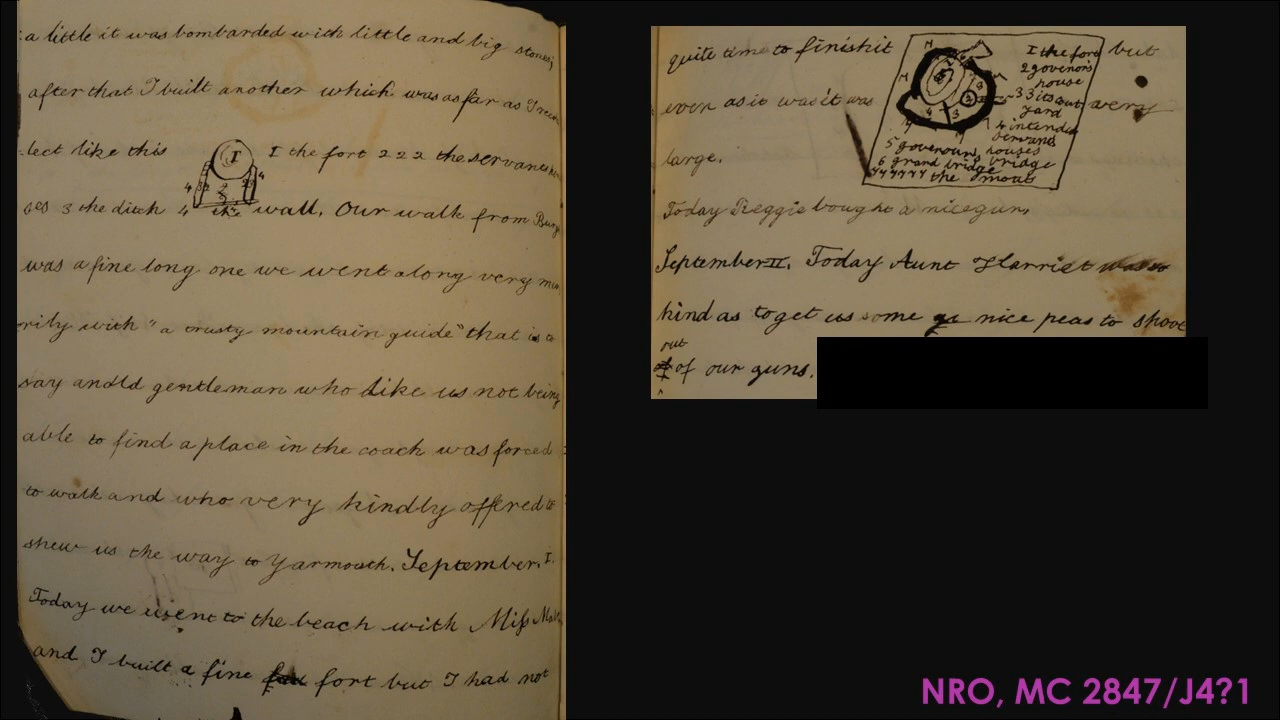 a little it was bombarded with little and big stones,
after that I built another which was as far as I recol
lect like this I the fort 2 2 2 the servants
ses 3 the ditch 4 the wall. Our walk from
was a fine long one we went along very mer
rily with "a trusty mountain guide" that is a
say an old gentleman who like us not being
able to find a place in the coach was forced
to walk and who very kindly offered to
shew us the way to Yarmouth. September. I.
Today we went to the beach with Miss
and I built a fine fort but I had not
quite time to finish it but
even as it was it was a very
large.
I the fort
2 govenor's
house
3 3 its out
yard
4 intended
servants
houses
5 govenours bridge
6 grand bridge
777777 the moat
Today Reggie bought a nice gun,
September II. Today Aunt Harriet was so
kind as to get us some nice peas to shoot
out
of of our guns.
NRO, MC 2847/J4?1